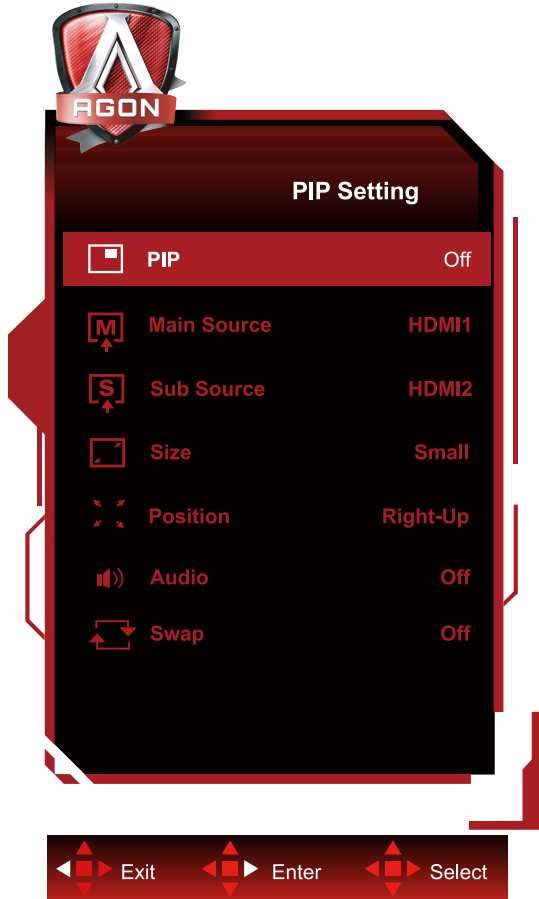 AGON
PIP Setting
PIP Off
M Main Source HDMI1
S Sub Source HDMI2
Size Small
Position Right-Up
Audio Off
Swap Off
Exit Enter Select